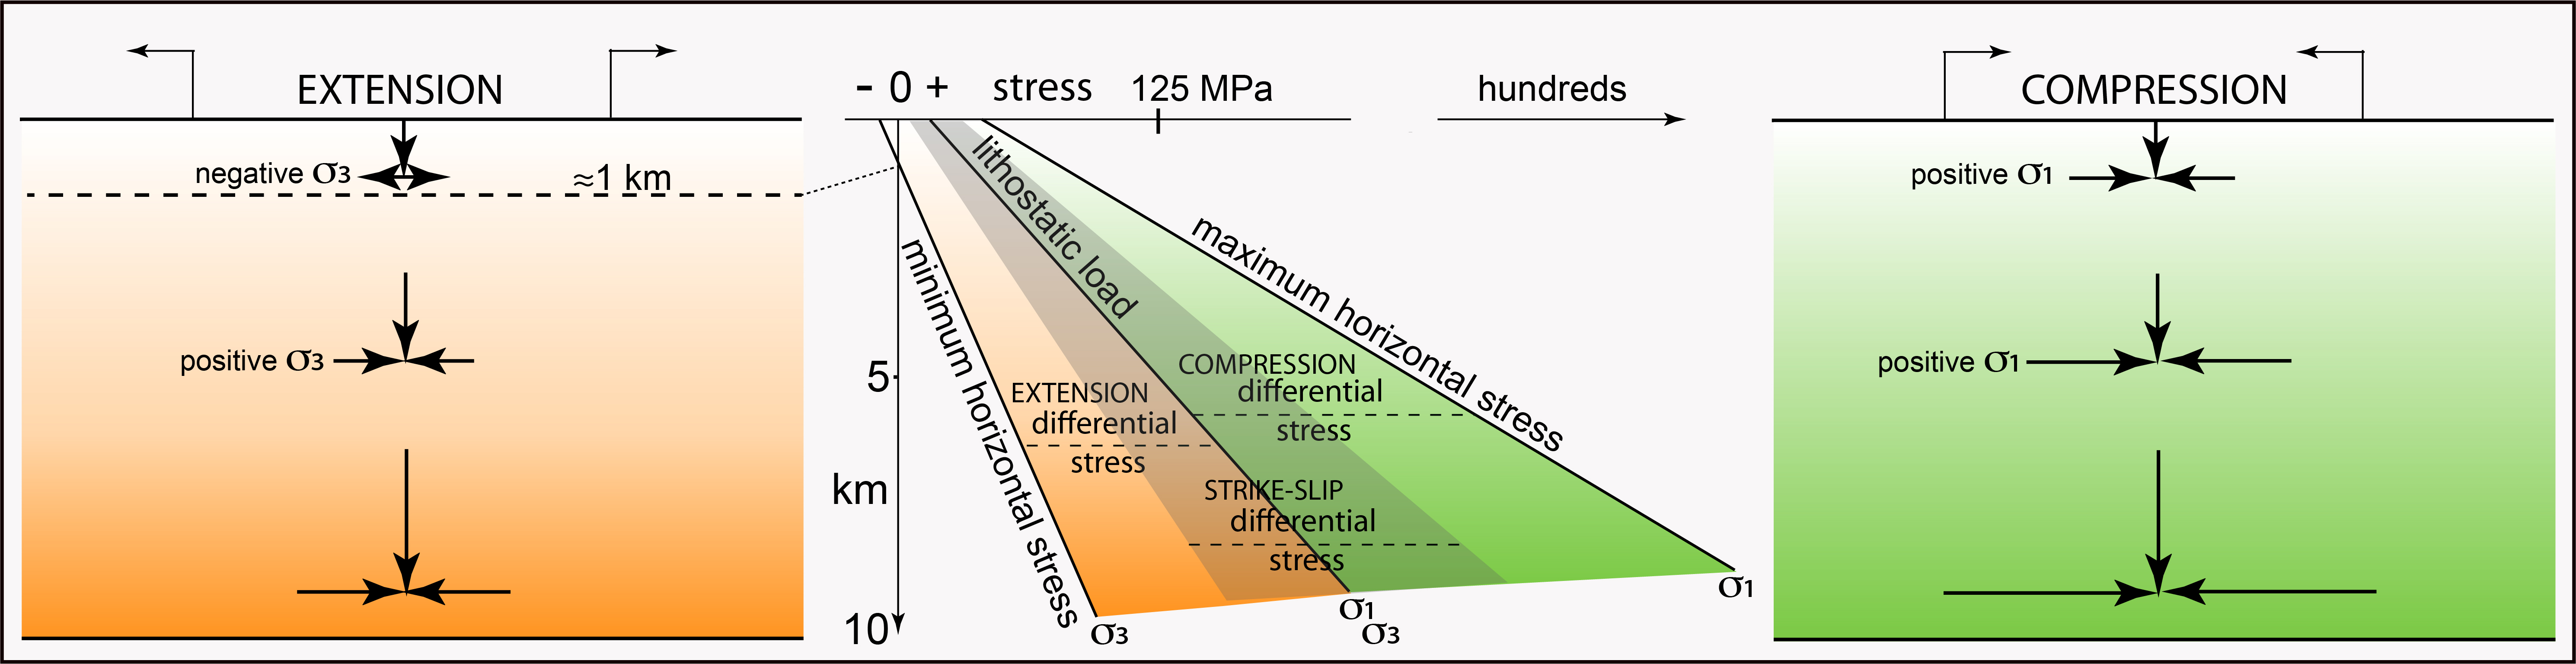 EXTENSION
negative σ3
≈1 km
positive σ3
- 0 + stress 125 MPa hundreds
lithostatic load
minimum horizontal stress
maximum horizontal stress
5
km
10
EXTENSION
differential
stress
COMPRESSION
differential
stress
STRIKE-SLIP
differential
stress
σ3
σ1
σ3
σ1
COMPRESSION
positive σ1
positive σ1